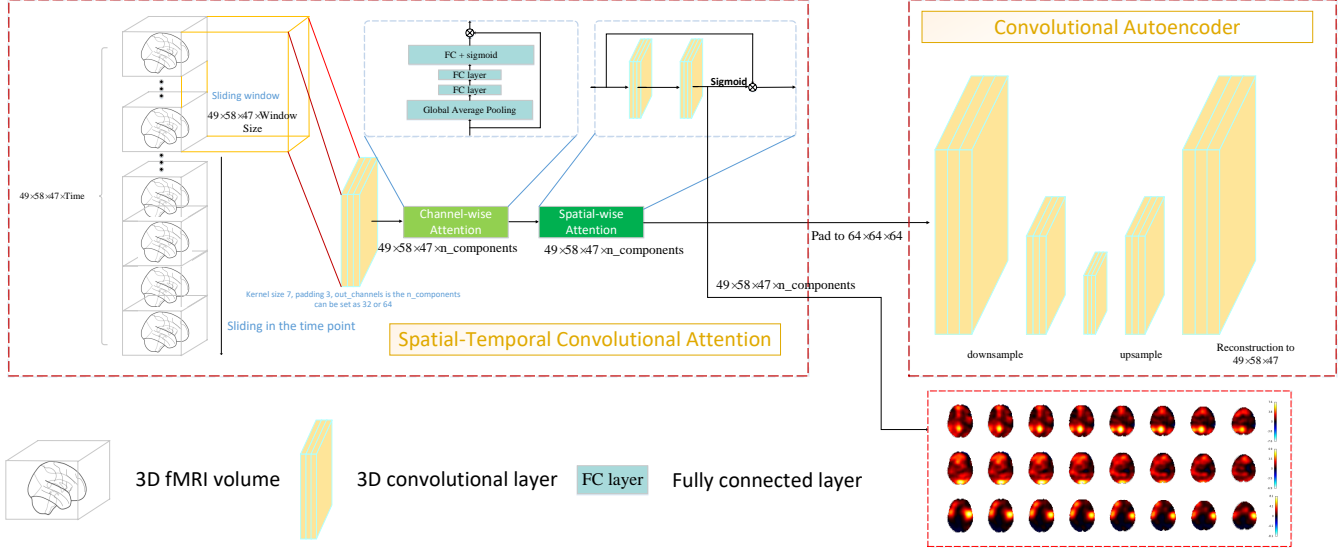 Convolutional Autoencoder
FC + sigmoid
FC layer
FC layer
Global Average Pooling
Sigmoid
Sliding window
49×58×47×Window
Size
49×58×47×Time
Channel-wise
Attention
Spatial-wise
Attention
49×58×47×n_components
49×58×47×n_components
Pad to 64×64×64
49×58×47×n_components
Kernel size 7, padding 3, out_channels is the n_components
can be set as 32 or 64
Sliding in the time point
Spatial-Temporal Convolutional Attention
downsample
upsample
Reconstruction to
49×58×47
3D fMRI volume
3D convolutional layer
FC layer
Fully connected layer